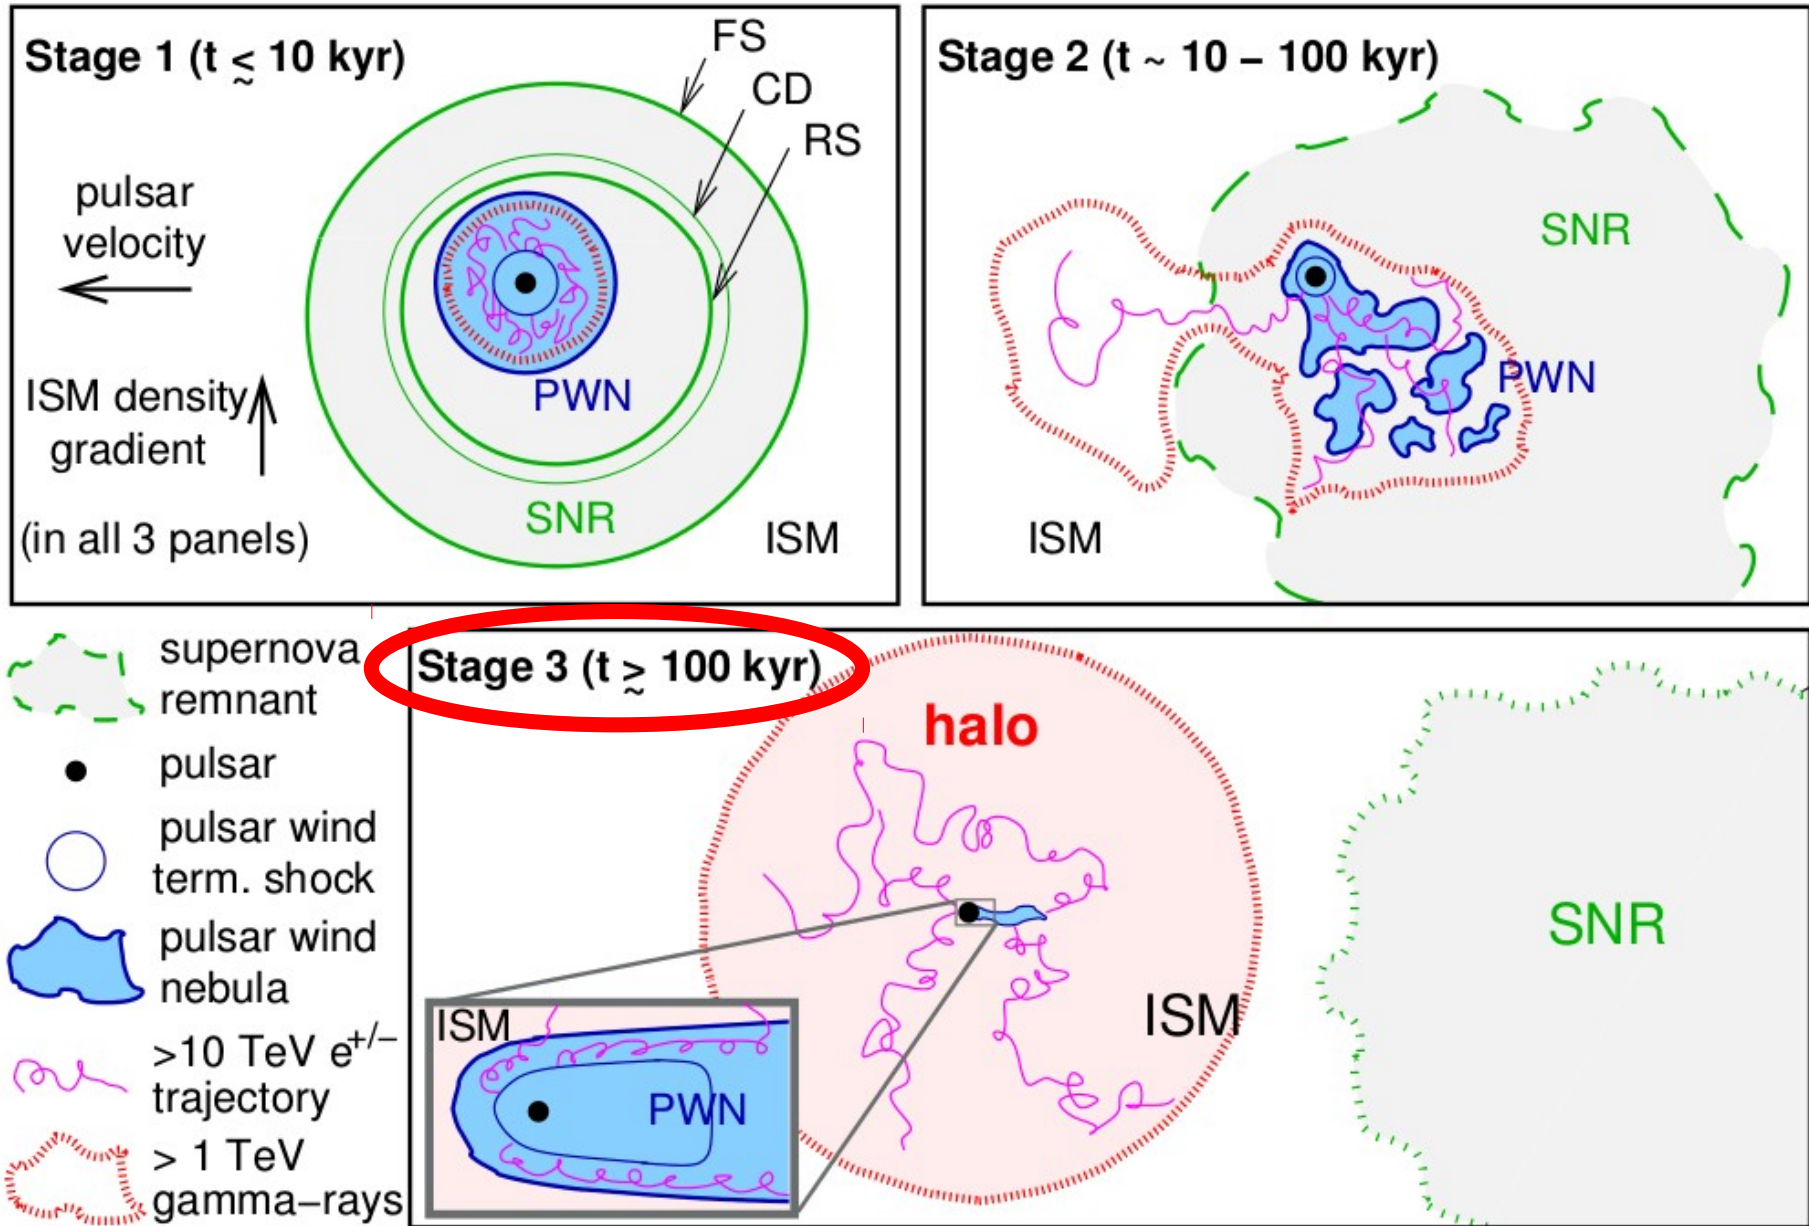 Stage 1 (t ≲ 10 kyr)
FS
CD
RS
pulsar
velocity
ISM density
gradient
(in all 3 panels)
PWN
SNR
ISM
Stage 2 (t ~ 10 – 100 kyr)
SNR
PWN
ISM
supernova
remnant
pulsar
pulsar wind
term. shock
pulsar wind
nebula
>10 TeV e+/−
trajectory
> 1 TeV
gamma−rays
Stage 3 (t ≳ 100 kyr)
halo
ISM
SNR
ISM
PWN